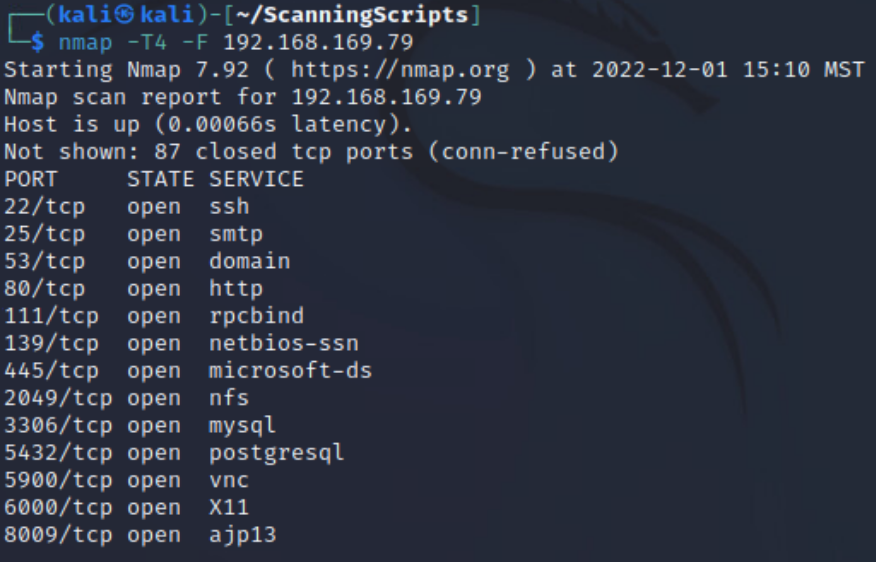 ┌──(kali㉿kali)-[~/ScanningScripts]
└─$ nmap -T4 -F 192.168.169.79
Starting Nmap 7.92 ( https://nmap.org ) at 2022-12-01 15:10 MST
Nmap scan report for 192.168.169.79
Host is up (0.00066s latency).
Not shown: 87 closed tcp ports (conn-refused)
PORT     STATE SERVICE
22/tcp   open  ssh
25/tcp   open  smtp
53/tcp   open  domain
80/tcp   open  http
111/tcp  open  rpcbind
139/tcp  open  netbios-ssn
445/tcp  open  microsoft-ds
2049/tcp open  nfs
3306/tcp open  mysql
5432/tcp open  postgresql
5900/tcp open  vnc
6000/tcp open  X11
8009/tcp open  ajp13